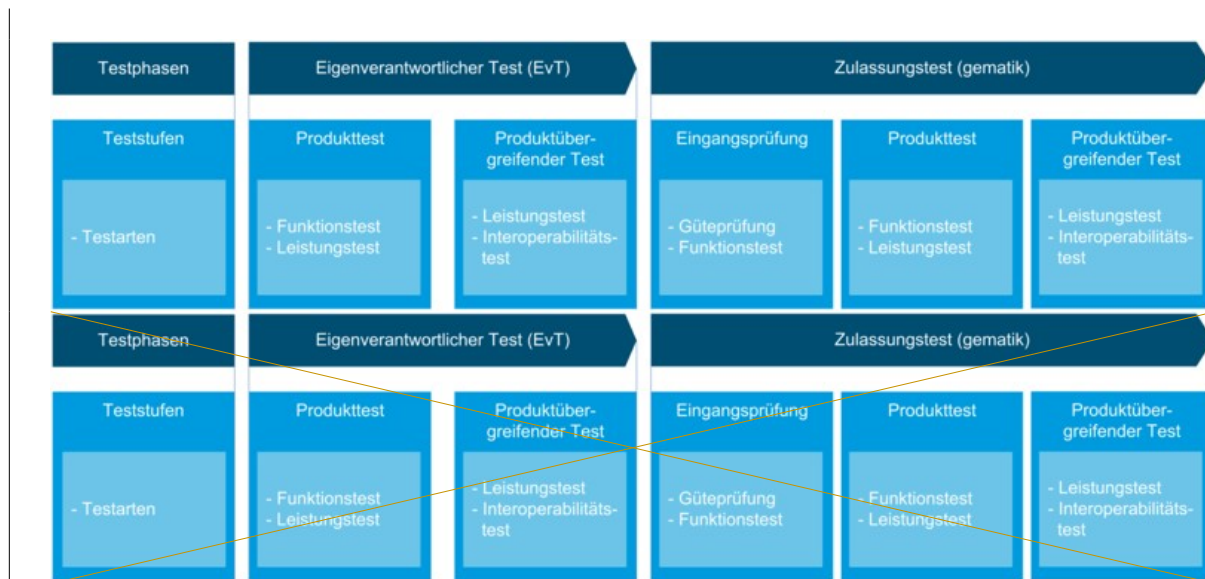 Testphasen
Eigenverantwortlicher Test (EvT)
Zulassungstest (gematik)
Teststufen
- Testarten
Produkttest
- Funktionstest
- Leistungstest
Produktüber-
greifender Test
- Leistungstest
- Interoperabilitäts-
test
Eingangsprüfung
- Güteprüfung
- Funktionstest
Produkttest
- Funktionstest
- Leistungstest
Produktüber-
greifender Test
- Leistungstest
- Interoperabilitäts-
test
Testphasen
Eigenverantwortlicher Test (EvT)
Zulassungstest (gematik)
Teststufen
- Testarten
Produkttest
- Funktionstest
- Leistungstest
Produktüber-
greifender Test
- Leistungstest
- Interoperabilitäts-
test
Eingangsprüfung
- Güteprüfung
- Funktionstest
Produkttest
- Funktionstest
- Leistungstest
Produktüber-
greifender Test
- Leistungstest
- Interoperabilitäts-
test